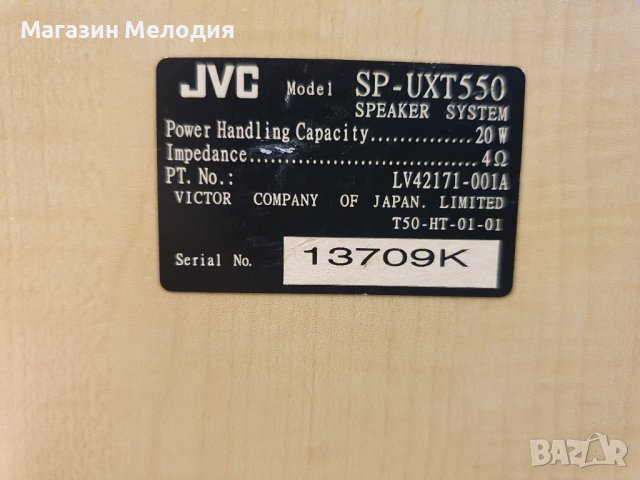 Магазин Мелодия
JVC Model SP-UXT550
SPEAKER SYSTEM
Power Handling Capacity...............20W
Impedance................................4Ω
PT. No.: LV42171-001A
VICTOR COMPANY OF JAPAN. LIMITED
T50-HT-01-01
Serial No. 13709K
BAZAR